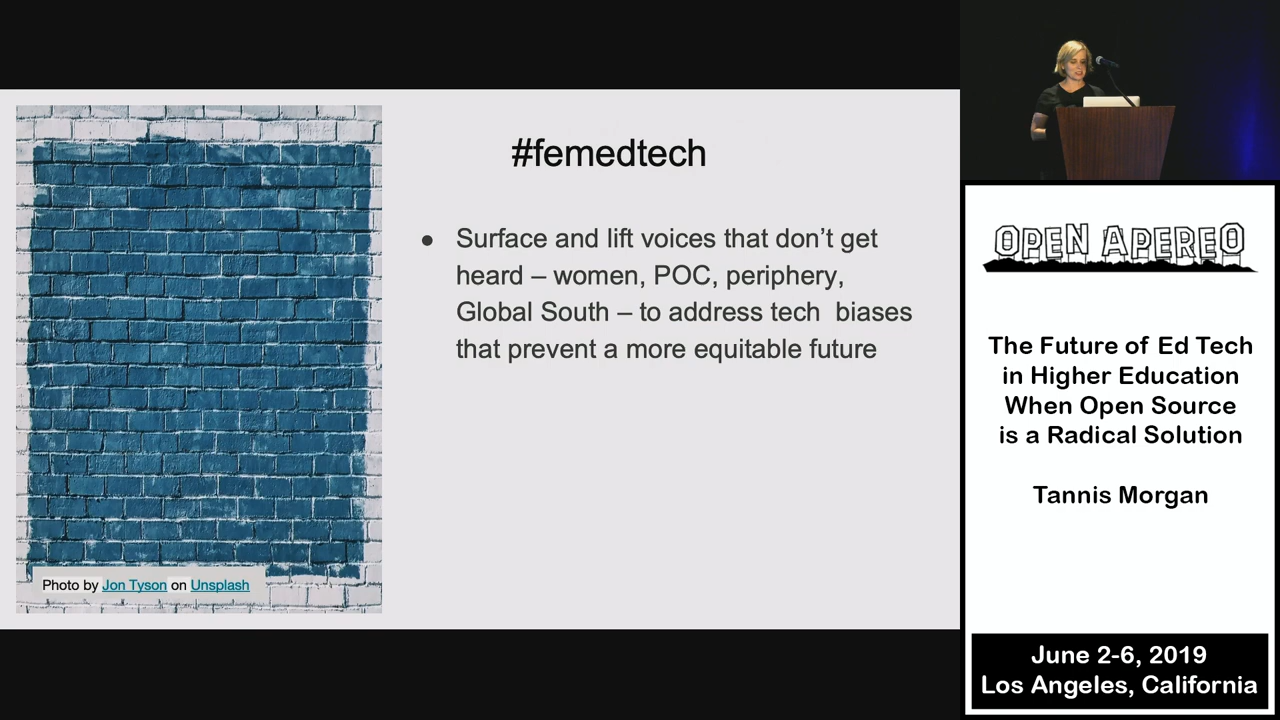 #femedtech
● Surface and lift voices that don’t get
heard – women, POC, periphery,
Global South – to address tech  biases
that prevent a more equitable future
Photo by Jon Tyson on Unsplash
OPEN APEREO
The Future of Ed Tech
in Higher Education
When Open Source
is a Radical Solution
Tannis Morgan
June 2-6, 2019
Los Angeles, California